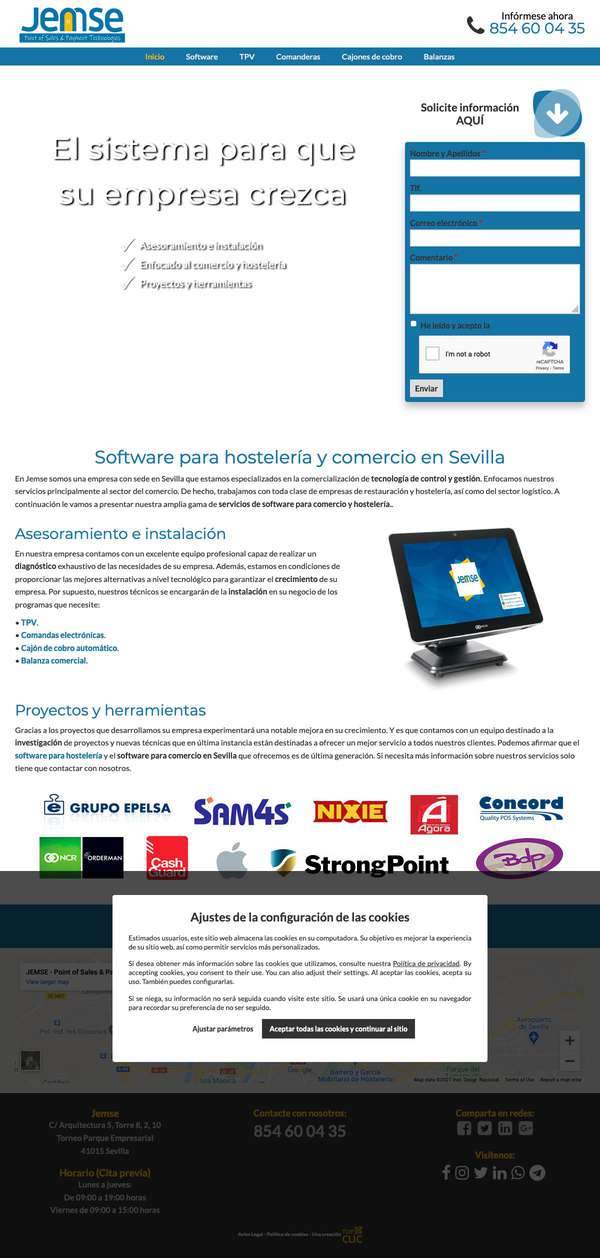 Jemse
Point of Sales & Payment Technologies
Infórmese ahora
854 60 04 35
Inicio Software TPV Comanderas Cajones de cobro Balanzas
El sistema para que
su empresa crezca
Asesoramiento e instalación
Enfocado al comercio y hostelería
Proyectos y herramientas
Solicite información
AQUÍ
Nombre y Apellidos *
Tlf.
Correo electrónico *
Comentario *
He leído y acepto la
I'm not a robot
reCAPTCHA
Privacy - Terms
Enviar
Software para hostelería y comercio en Sevilla
En Jemse somos una empresa con sede en Sevilla que estamos especializados en la comercialización de tecnología de control y gestión. Enfocamos nuestros
servicios principalmente al sector del comercio. De hecho, trabajamos con toda clase de empresas de restauración y hostelería, así como del sector logístico. A
continuación le vamos a presentar nuestra amplia gama de servicios de software para comercio y hostelería..
Asesoramiento e instalación
En nuestra empresa contamos con un excelente equipo profesional capaz de realizar un
diagnóstico exhaustivo de las necesidades de su empresa. Además, estamos en condiciones de
proporcionar las mejores alternativas a nivel tecnológico para garantizar el crecimiento de su
empresa. Por supuesto, nuestros técnicos se encargarán de la instalación en su negocio de los
programas que necesite:
• TPV.
• Comandas electrónicas.
• Cajón de cobro automático.
• Balanza comercial.
Jemse
NCR
Proyectos y herramientas
Gracias a los proyectos que desarrollamos su empresa experimentará una notable mejora en su crecimiento. Y es que contamos con un equipo destinado a la
investigación de proyectos y nuevas técnicas que en última instancia están destinadas a ofrecer un mejor servicio a todos nuestros clientes. Podemos afirmar que el
software para hostelería y el software para comercio en Sevilla que ofrecemos es de última generación. Si necesita más información sobre nuestros servicios solo
tiene que contactar con nosotros.
e GRUPO EPELSA
SAM4S
NIXIE
Ágora
Concord
Quality POS Systems
NCR ORDERMAN
Cash Guard
StrongPoint
Bdp
Ajustes de la configuración de las cookies
Estimados usuarios, este sitio web almacena las cookies en su computadora. Su objetivo es mejorar la experiencia
de su sitio web, así como permitir servicios más personalizados.
Si desea obtener más información sobre las cookies que utilizamos, consulte nuestra Política de privacidad. By
accepting cookies, you consent to their use. You can also adjust their settings. Al aceptar las cookies, acepta su
uso. También puedes configurarlas.
Si se niega, su información no será seguida cuando visite este sitio. Se usará una única cookie en su navegador
para recordar su preferencia de no ser seguido.
Ajustar parámetros Aceptar todas las cookies y continuar al sitio
JEMSE - Point of Sales & Pa
View larger map
Aeropuerto
de Sevilla
Isla Mágica
Google
Barrero y Garcia
Mobiliario de Hosteleria
Parque del
Map data ©2021 Inst. Geogr. Nacional Terms of Use Report a map error
Jemse
C/ Arquitectura 5, Torre 8, 2, 10
Torneo Parque Empresarial
41015 Sevilla
Horario (Cita previa)
Lunes a jueves:
De 09:00 a 19:00 horas
Viernes de 09:00 a 15:00 horas
Contacte con nosotros:
854 60 04 35
Comparta en redes:
Visítenos:
Aviso Legal - Política de cookies - Una creación
CUC